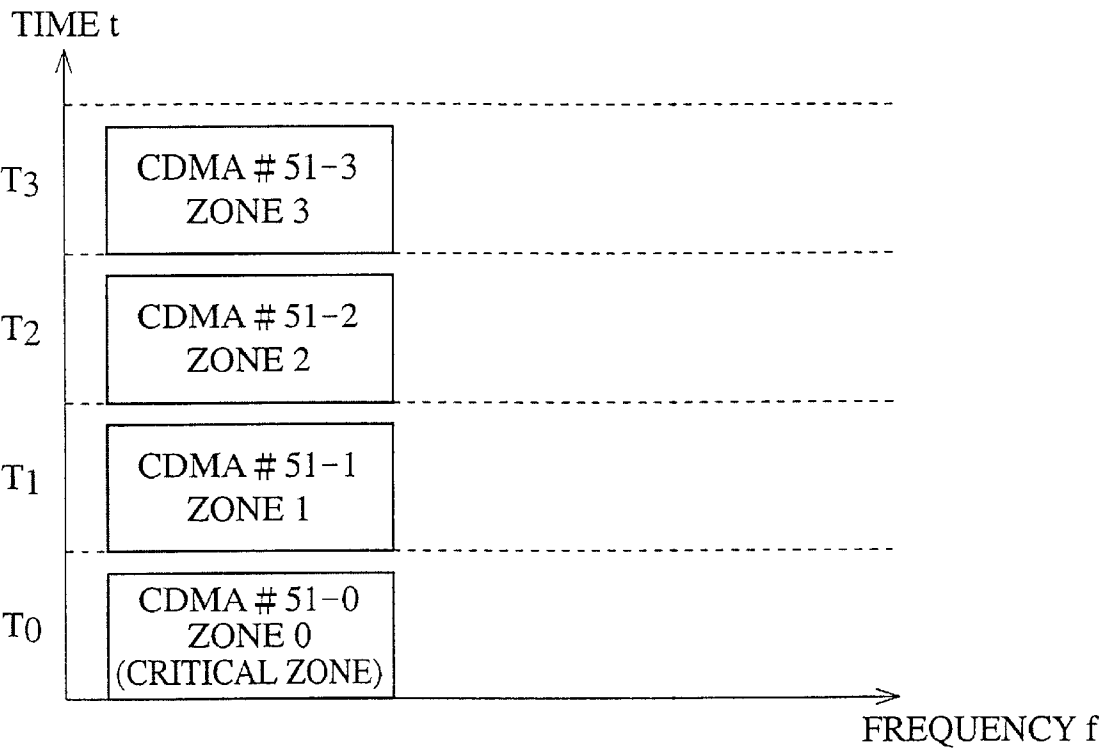 TIME t
T3
CDMA # 51-3
ZONE 3
T2
CDMA # 51-2
ZONE 2
T1
CDMA # 51-1
ZONE 1
T0
CDMA # 51-0
ZONE 0
(CRITICAL ZONE)
FREQUENCY f